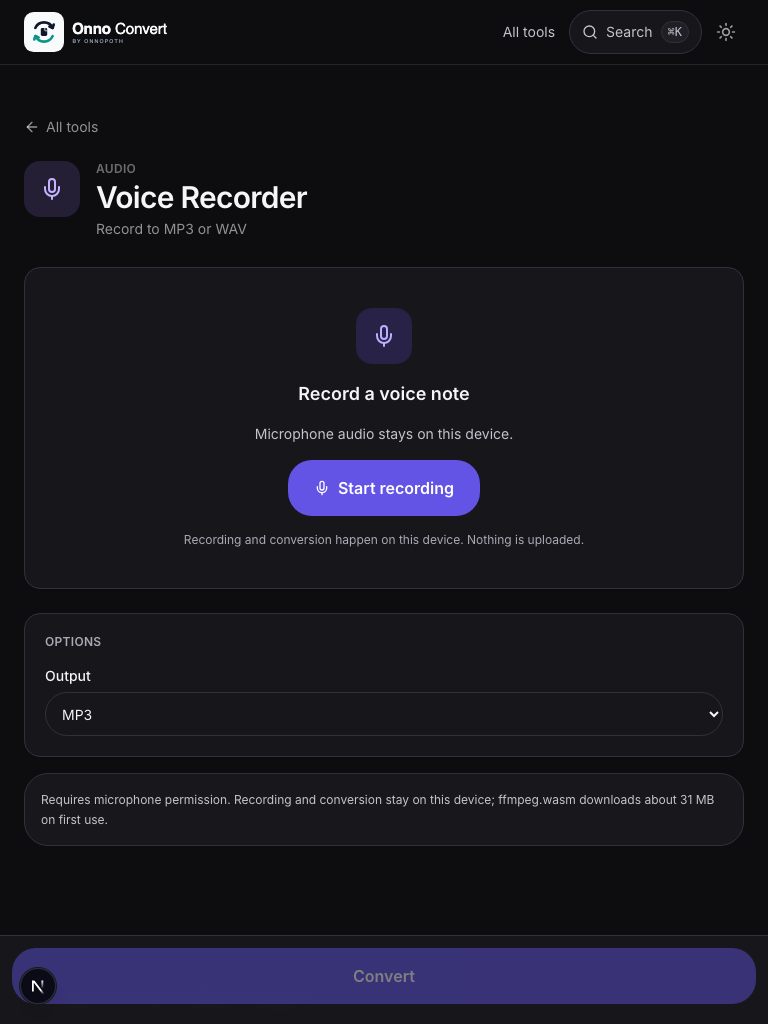 Onno Convert
BY ONNOPOTH
All tools
Search ⌘K
All tools
AUDIO
Voice Recorder
Record to MP3 or WAV
Record a voice note
Microphone audio stays on this device.
Start recording
Recording and conversion happen on this device. Nothing is uploaded.
OPTIONS
Output
MP3
Requires microphone permission. Recording and conversion stay on this device; ffmpeg.wasm downloads about 31 MB
on first use.
Convert
N